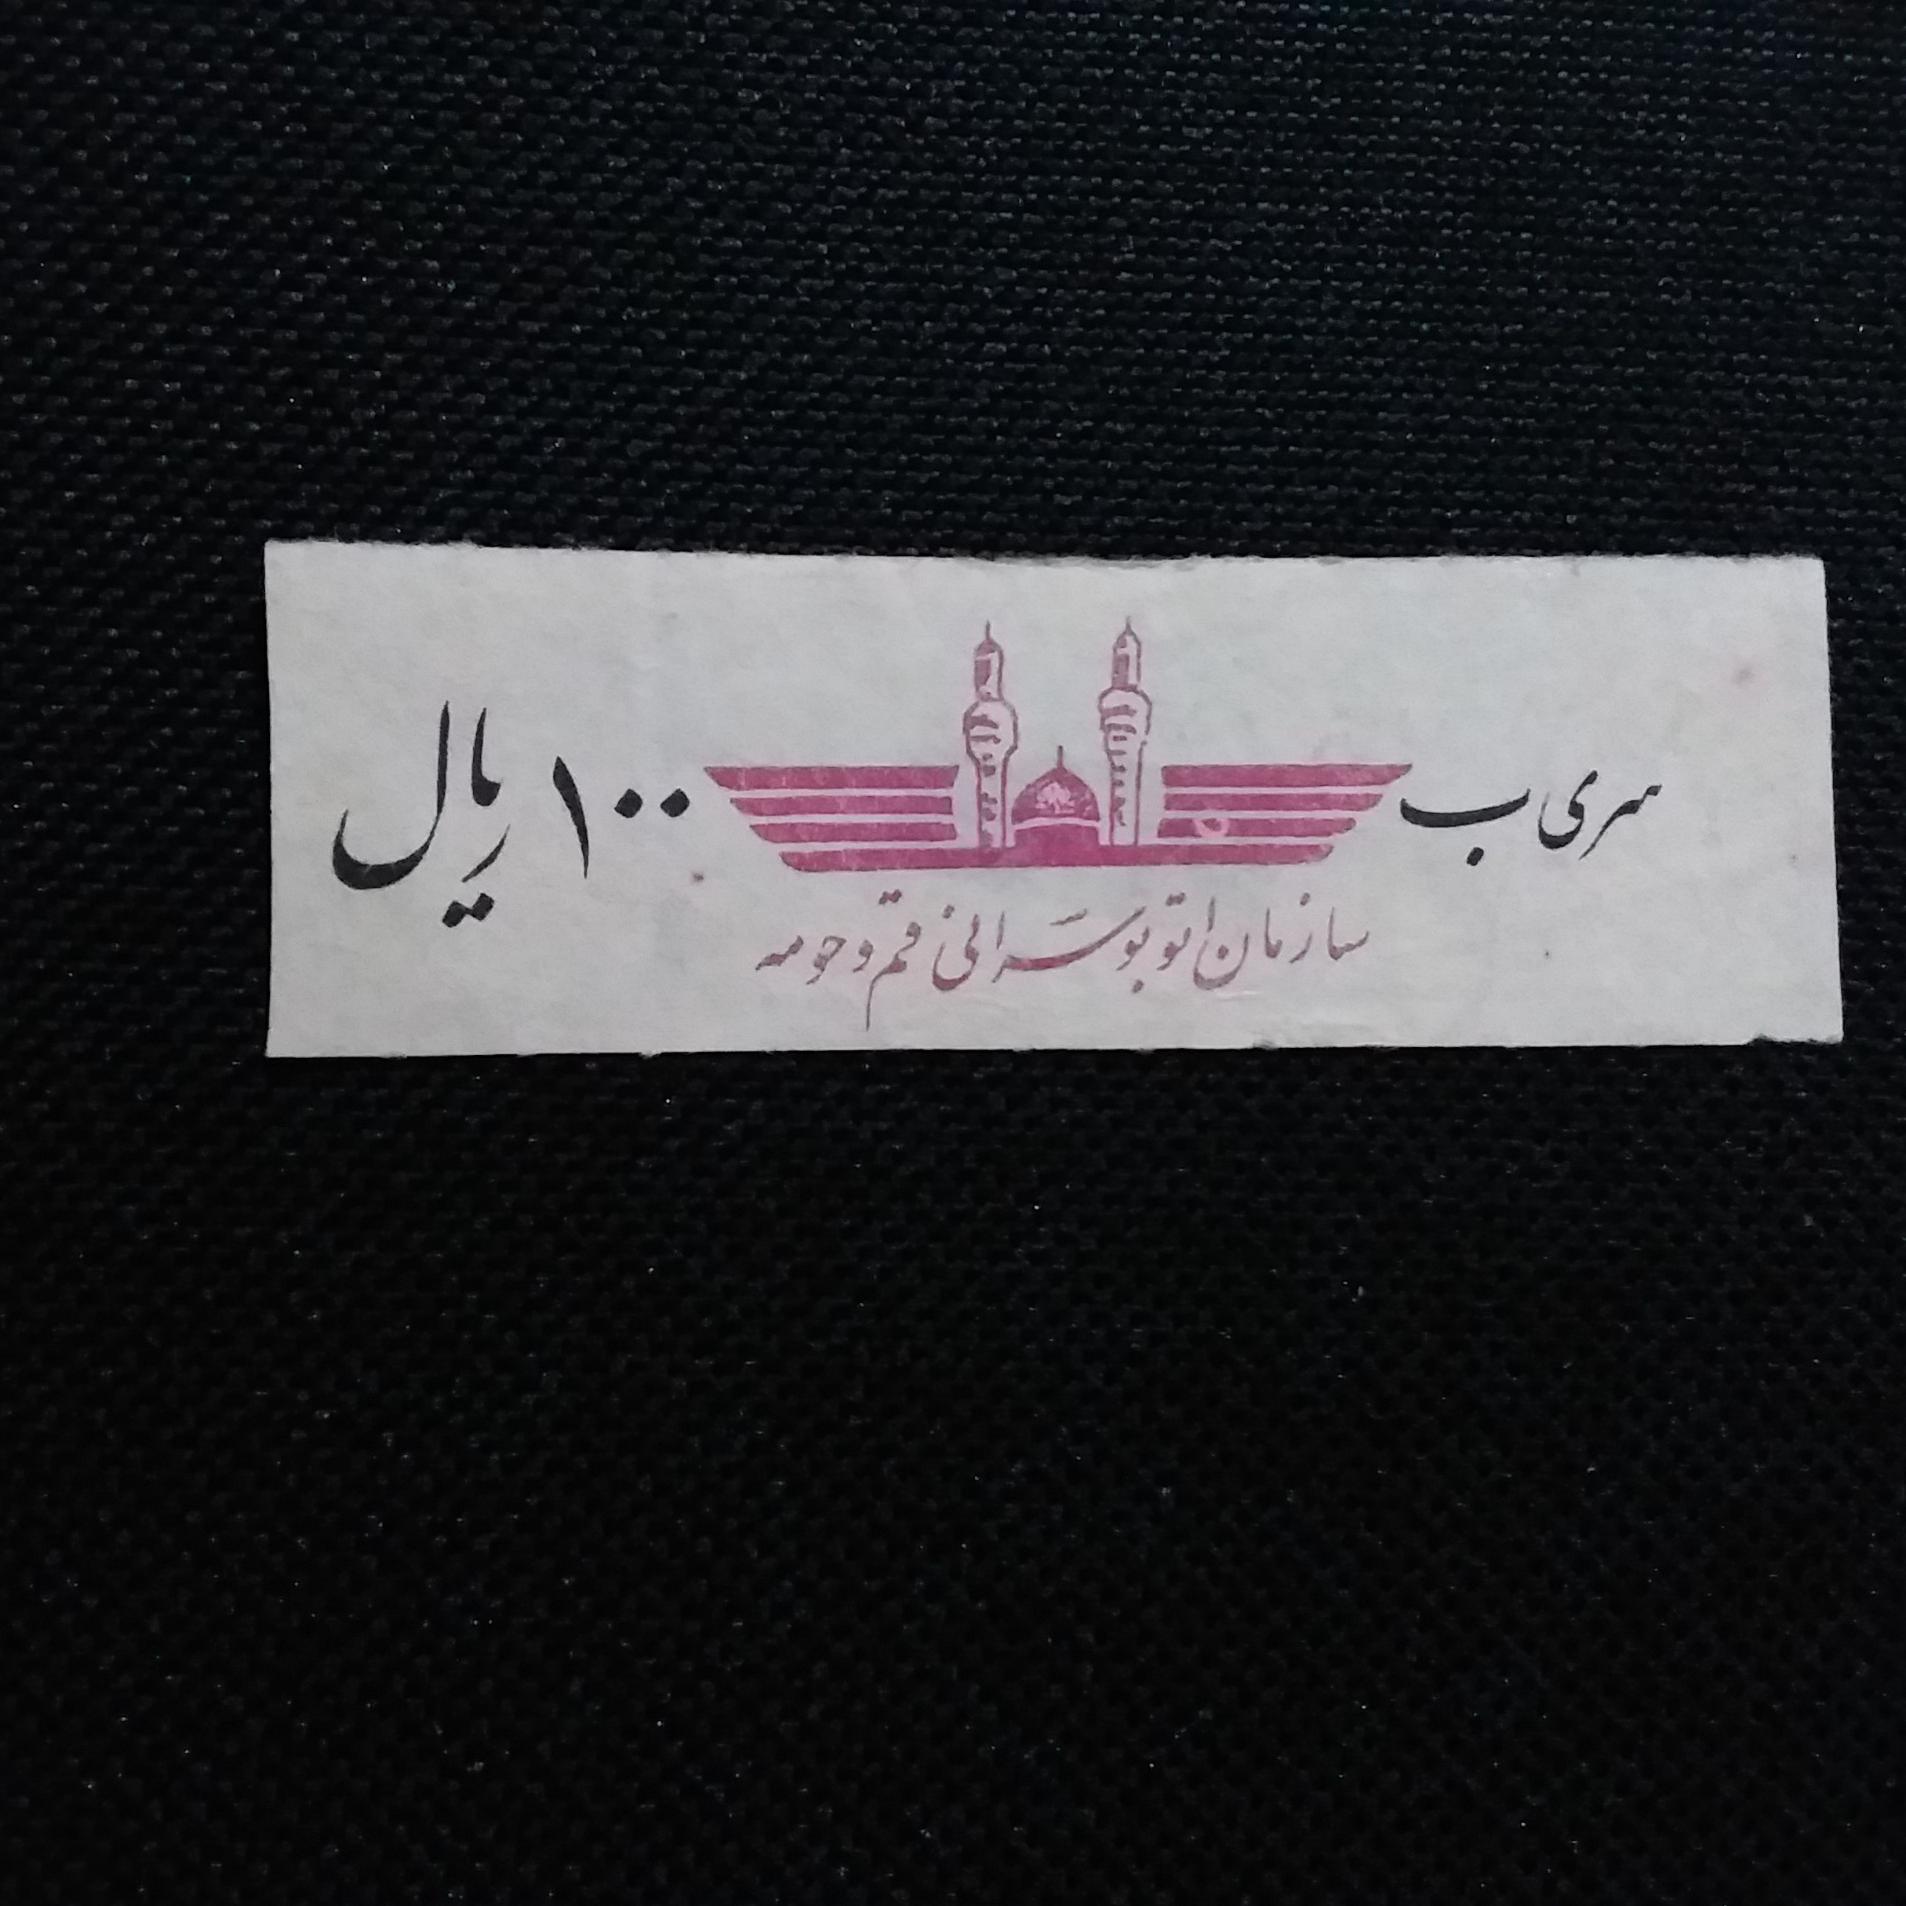 سری ب
۱۰۰ ریال
سازمان اتوبوسرانی قم و حومه